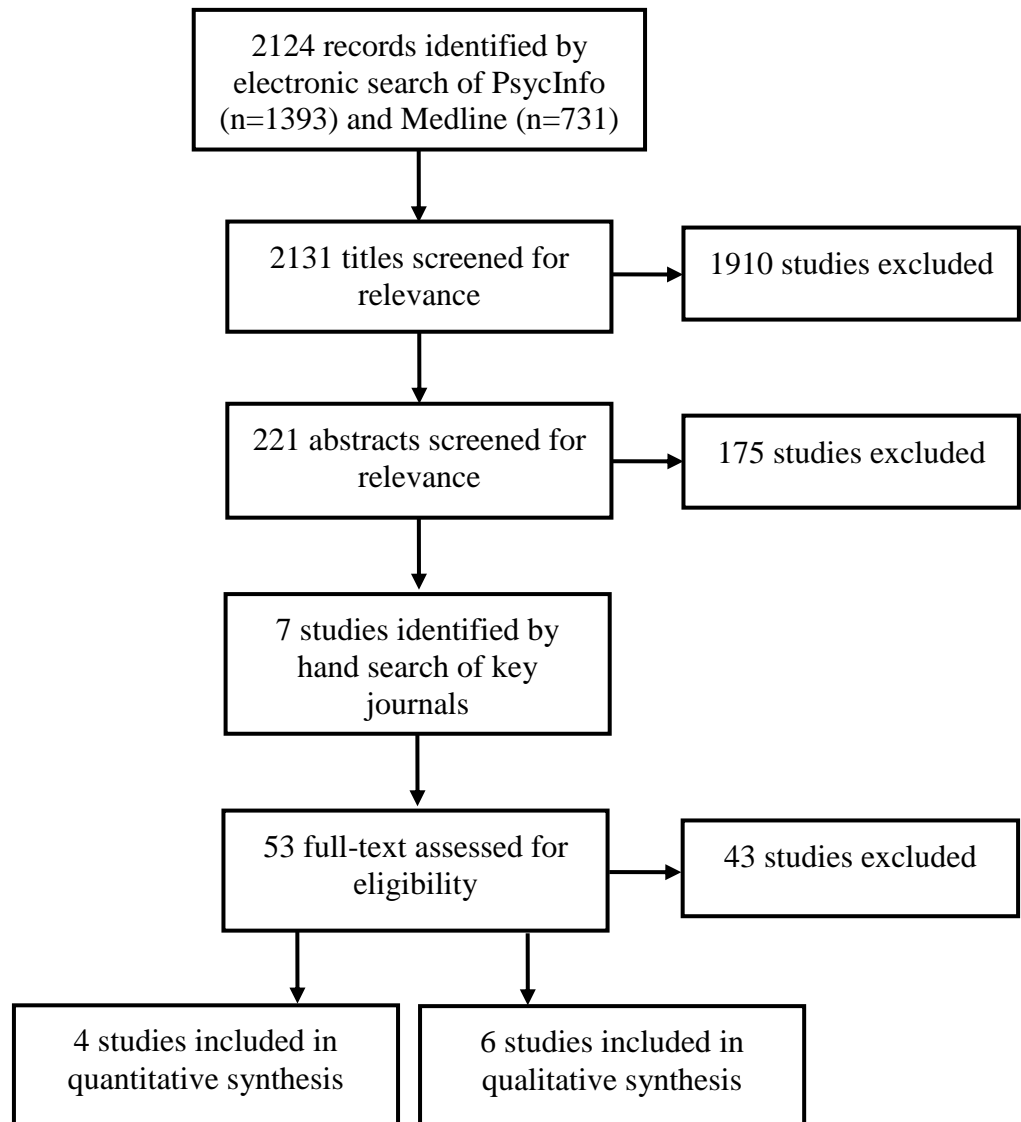 2124 records identified by
electronic search of PsycInfo
(n=1393) and Medline (n=731)
2131 titles screened for
relevance
1910 studies excluded
221 abstracts screened for
relevance
175 studies excluded
7 studies identified by
hand search of key
journals
53 full-text assessed for
eligibility
43 studies excluded
4 studies included in
quantitative synthesis
6 studies included in
qualitative synthesis